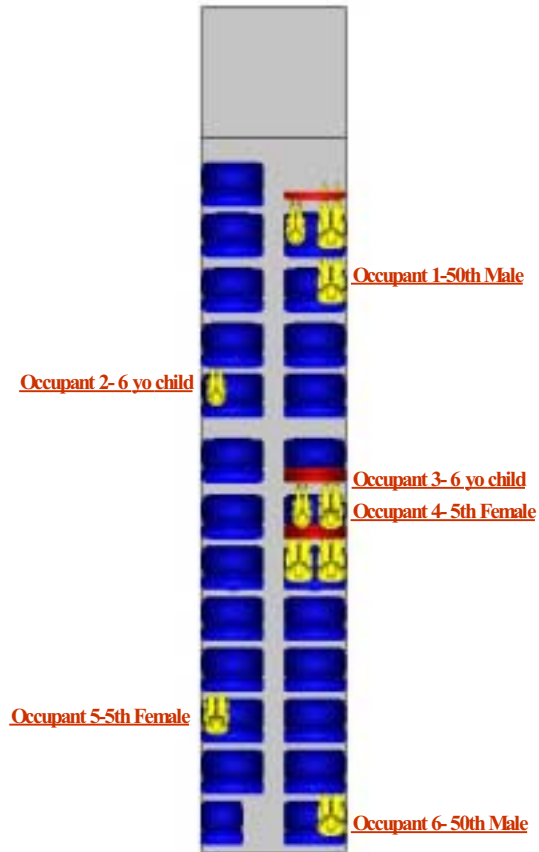 Occupant 1-50th Male
Occupant 2- 6 yo child
Occupant 3- 6 yo child
Occupant 4- 5th Female
Occupant 5-5th Female
Occupant 6- 50th Male